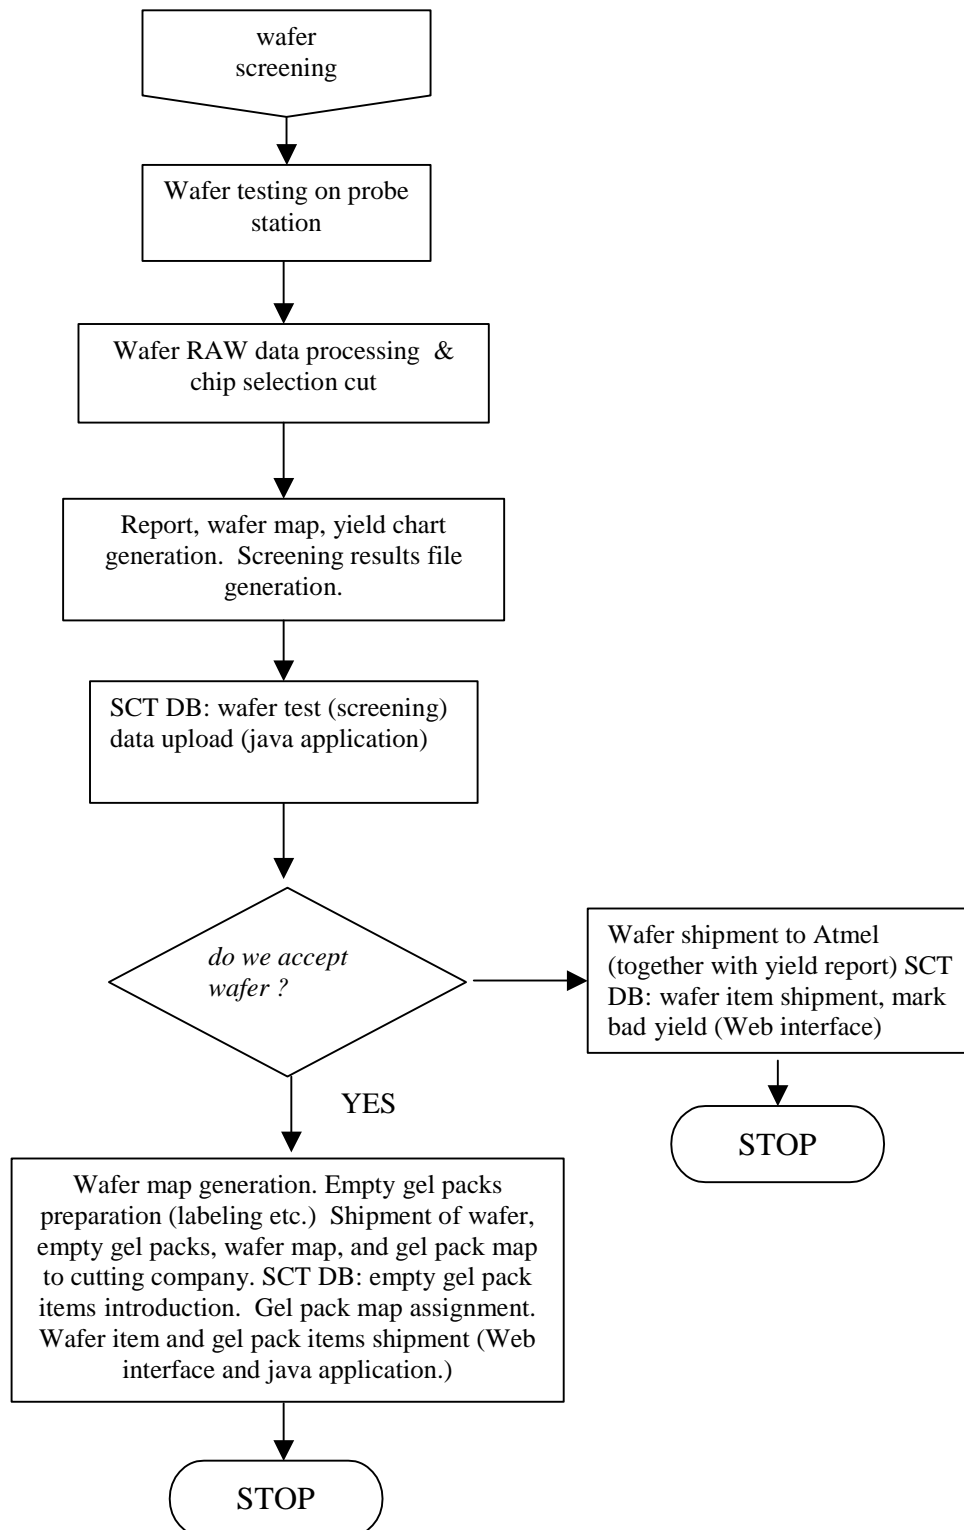 wafer
screening
Wafer testing on probe
station
Wafer RAW data processing  &
chip selection cut
Report, wafer map, yield chart
generation.  Screening results file
generation.
SCT DB: wafer test (screening)
data upload (java application)
do we accept
wafer ?
Wafer shipment to Atmel
(together with yield report) SCT
DB: wafer item shipment, mark
bad yield (Web interface)
YES
STOP
Wafer map generation. Empty gel packs
preparation (labeling etc.)  Shipment of wafer,
empty gel packs, wafer map, and gel pack map
to cutting company. SCT DB: empty gel pack
items introduction.  Gel pack map assignment.
Wafer item and gel pack items shipment (Web
interface and java application.)
STOP